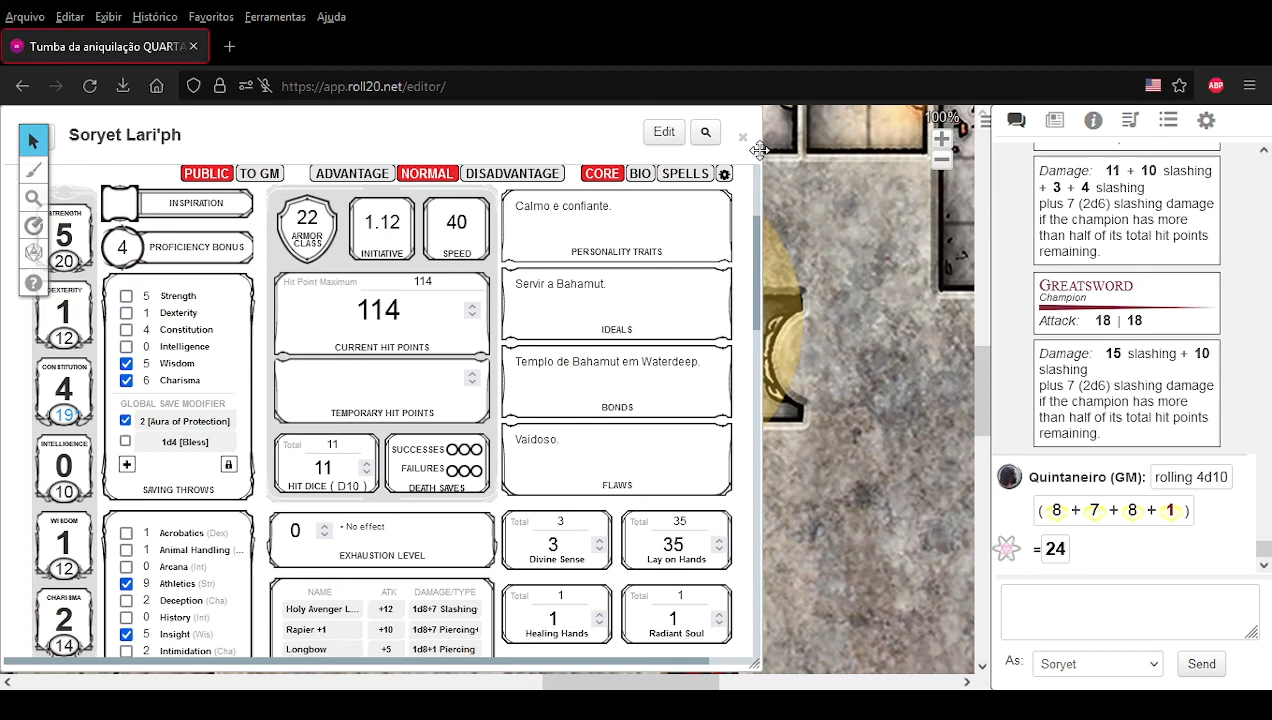 Arquivo Editar Exibir Histórico Favoritos Ferramentas Ajuda
Tumba da aniquilação QUARTA
https://app.roll20.net/editor/
ABP
Soryet Lari'ph
Edit
100%
PUBLIC TO GM ADVANTAGE NORMAL DISADVANTAGE CORE BIO SPELLS
STRENGTH
5
20
DEXTERITY
1
12
CONSTITUTION
4
19*
INTELLIGENCE
0
10
WISDOM
1
12
CHARISMA
2
14
INSPIRATION
4 PROFICIENCY BONUS
5 Strength
1 Dexterity
4 Constitution
0 Intelligence
5 Wisdom
6 Charisma
GLOBAL SAVE MODIFIER
2 [Aura of Protection]
1d4 [Bless]
SAVING THROWS
1 Acrobatics (Dex)
1 Animal Handling (...
0 Arcana (Int)
9 Athletics (Str)
2 Deception (Cha)
0 History (Int)
5 Insight (Wis)
2 Intimidation (Cha)
22
ARMOR
CLASS
1.12
INITIATIVE
40
SPEED
Hit Point Maximum 114
114
CURRENT HIT POINTS
TEMPORARY HIT POINTS
Total 11
11
HIT DICE ( D10 )
SUCCESSES
FAILURES
DEATH SAVES
0 - No effect
EXHAUSTION LEVEL
NAME ATK DAMAGE/TYPE
Holy Avenger L... +12 1d8+7 Slashing
Rapier +1 +10 1d8+7 Piercing+
Longbow +5 1d8+1 Piercing
Calmo e confiante.
PERSONALITY TRAITS
Servir a Bahamut.
IDEALS
Templo de Bahamut em Waterdeep.
BONDS
Vaidoso.
FLAWS
Total 3
3
Divine Sense
Total 35
35
Lay on Hands
Total 1
1
Healing Hands
Total 1
1
Radiant Soul
Damage: 11 + 10 slashing
+ 3 + 4 slashing
plus 7 (2d6) slashing damage
if the champion has more
than half of its total hit points
remaining.
GREATSWORD
Champion
Attack: 18 | 18
Damage: 15 slashing + 10
slashing
plus 7 (2d6) slashing damage
if the champion has more
than half of its total hit points
remaining.
Quintaneiro (GM): rolling 4d10
( 8 + 7 + 8 + 1 )
= 24
As: Soryet Send